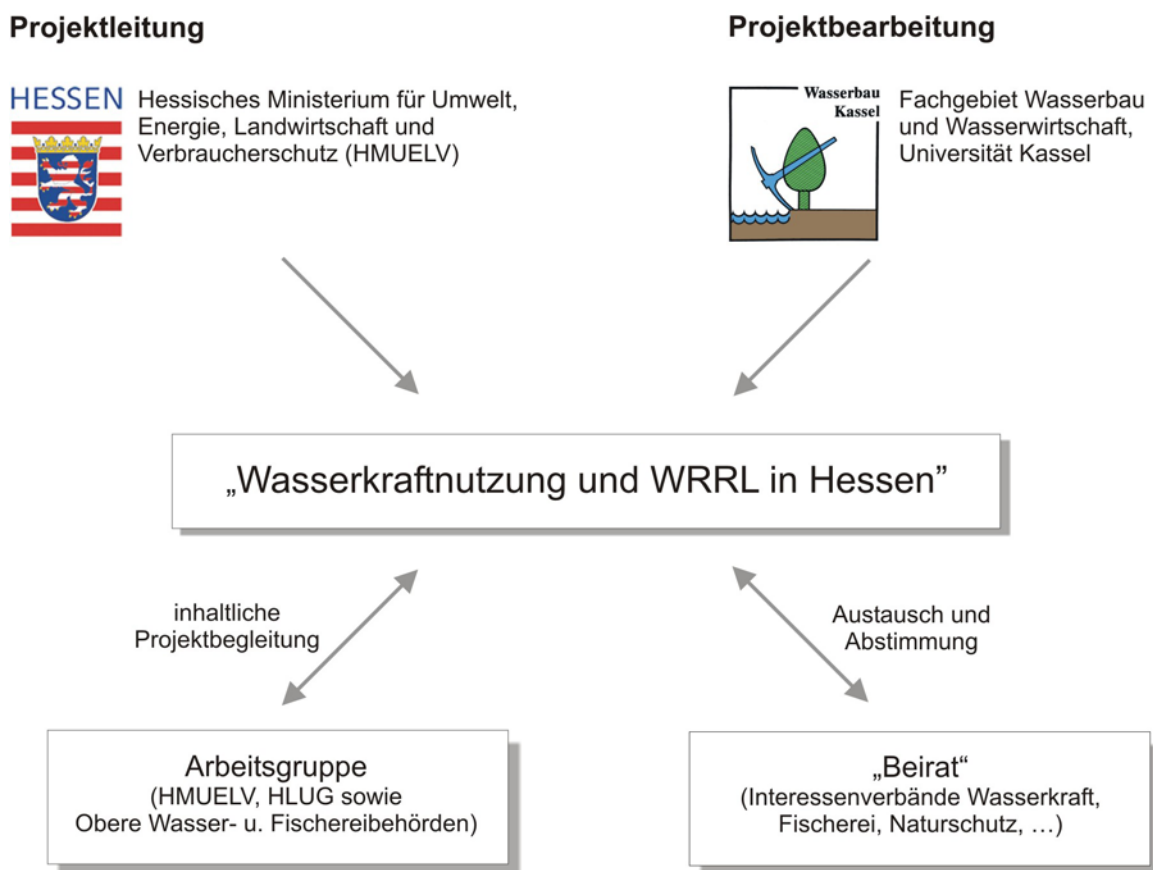 Projektleitung
HESSEN
Hessisches Ministerium für Umwelt,
Energie, Landwirtschaft und
Verbraucherschutz (HMUELV)
Projektbearbeitung
Wasserbau
Kassel
Fachgebiet Wasserbau
und Wasserwirtschaft,
Universität Kassel
„Wasserkraftnutzung und WRRL in Hessen”
inhaltliche
Projektbegleitung
Austausch und
Abstimmung
Arbeitsgruppe
(HMUELV, HLUG sowie
Obere Wasser- u. Fischereibehörden)
„Beirat“
(Interessenverbände Wasserkraft,
Fischerei, Naturschutz, …)